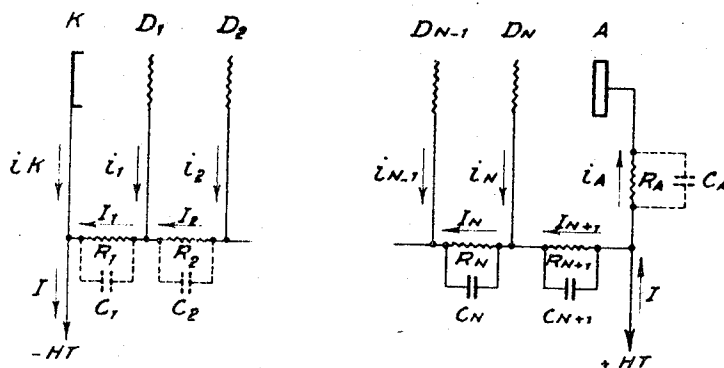 K D1 D2 DN-1 DN A
iK i1 i2 iN-1 iN iA RA CA
I1 I2 IN IN+1
R1 R2 RN RN+1
I C1 C2 CN CN+1 I
-HT +HT